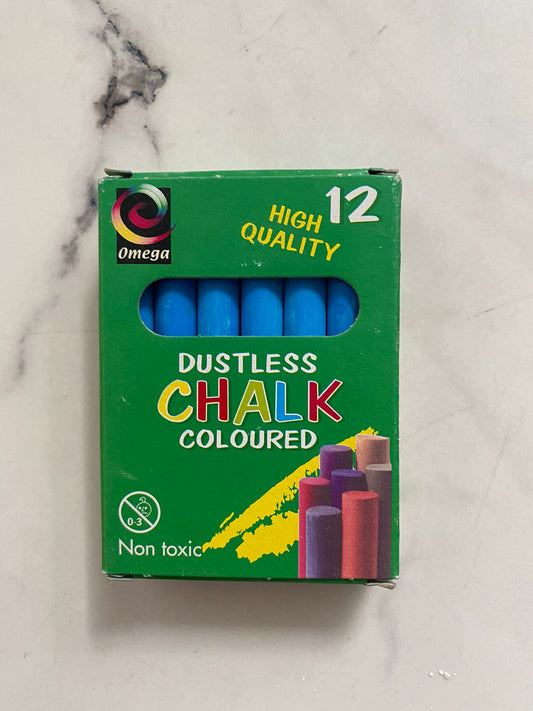 Omega
12
HIGH
QUALITY
DUSTLESS
CHALK
COLOURED
0-3
Non toxic